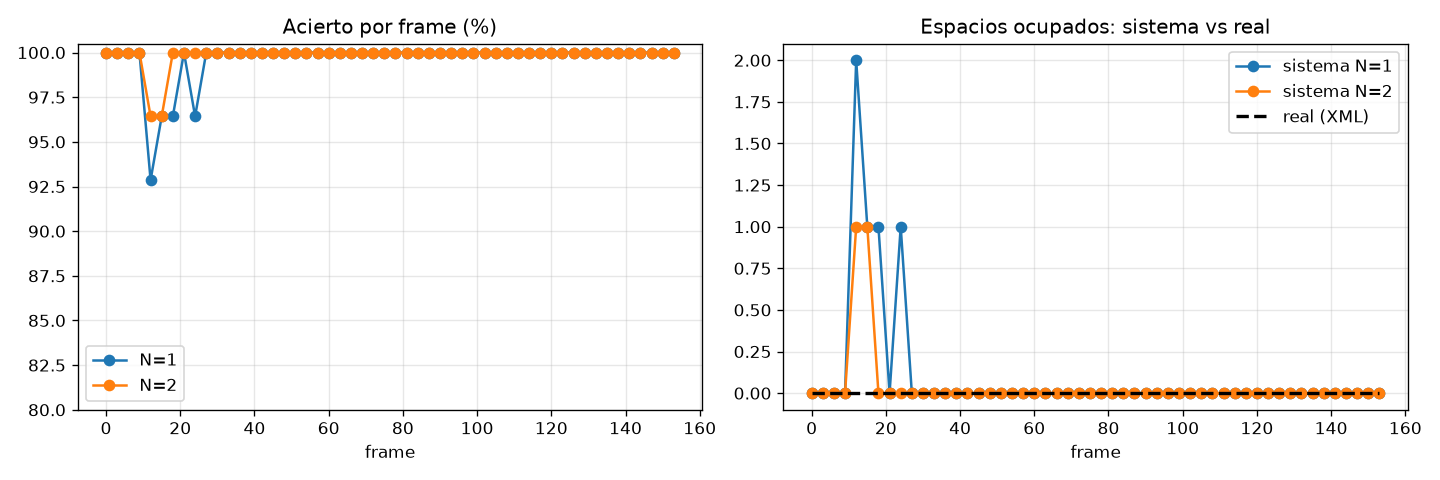 Acierto por frame (%)
100.0
97.5
95.0
92.5
90.0
87.5
85.0
82.5
80.0
0 20 40 60 80 100 120 140 160
frame
N=1
N=2
Espacios ocupados: sistema vs real
2.00
1.75
1.50
1.25
1.00
0.75
0.50
0.25
0.00
0 20 40 60 80 100 120 140 160
frame
sistema N=1
sistema N=2
real (XML)